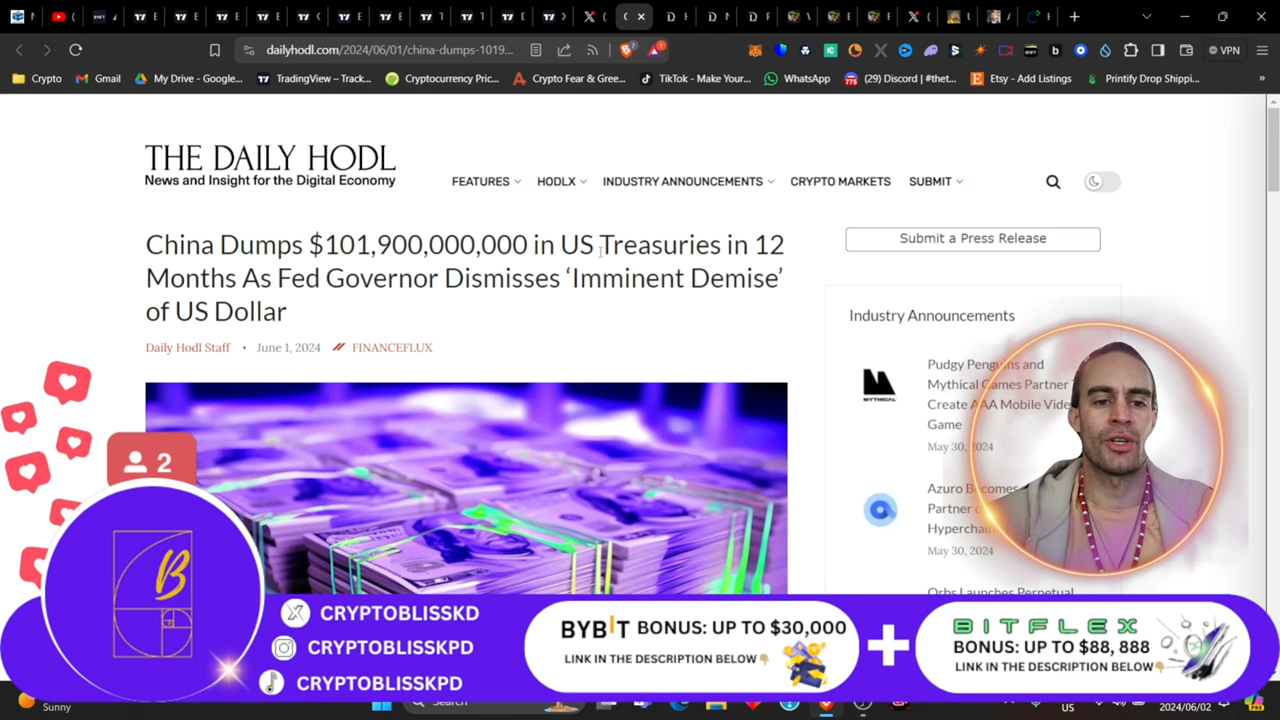 dailyhodl.com/2024/06/01/china-dumps-1019...
VPN
Crypto
Gmail
My Drive - Google...
TradingView – Track...
Cryptocurrency Pric...
Crypto Fear & Gree...
TikTok - Make Your...
WhatsApp
(29) Discord | #thet...
Etsy - Add Listings
Printify Drop Shippi...
THE DAILY HODL
News and Insight for the Digital Economy
FEATURES
HODLX
INDUSTRY ANNOUNCEMENTS
CRYPTO MARKETS
SUBMIT
China Dumps $101,900,000,000 in US Treasuries in 12
Months As Fed Governor Dismisses ‘Imminent Demise’
of US Dollar
Daily Hodl Staff • June 1, 2024 FINANCEFLUX
Submit a Press Release
Industry Announcements
MYTHICAL
Pudgy Penguins and
Mythical Games Partner
Create AAA Mobile Vide
Game
May 30, 2024
Azuro B comes
Partner
Hyperchain
May 30, 2024
Orbs Launches Perpetual
2
B
CRYPTOBLISSKD
CRYPTOBLISSKPD
CRYPTOBLISSKPD
BYBIT BONUS: UP TO $30,000
LINK IN THE DESCRIPTION BELOW
BITFLEX
BONUS: UP TO $88, 888
LINK IN THE DESCRIPTION BELOW
Sunny
Search
US
2024/06/02